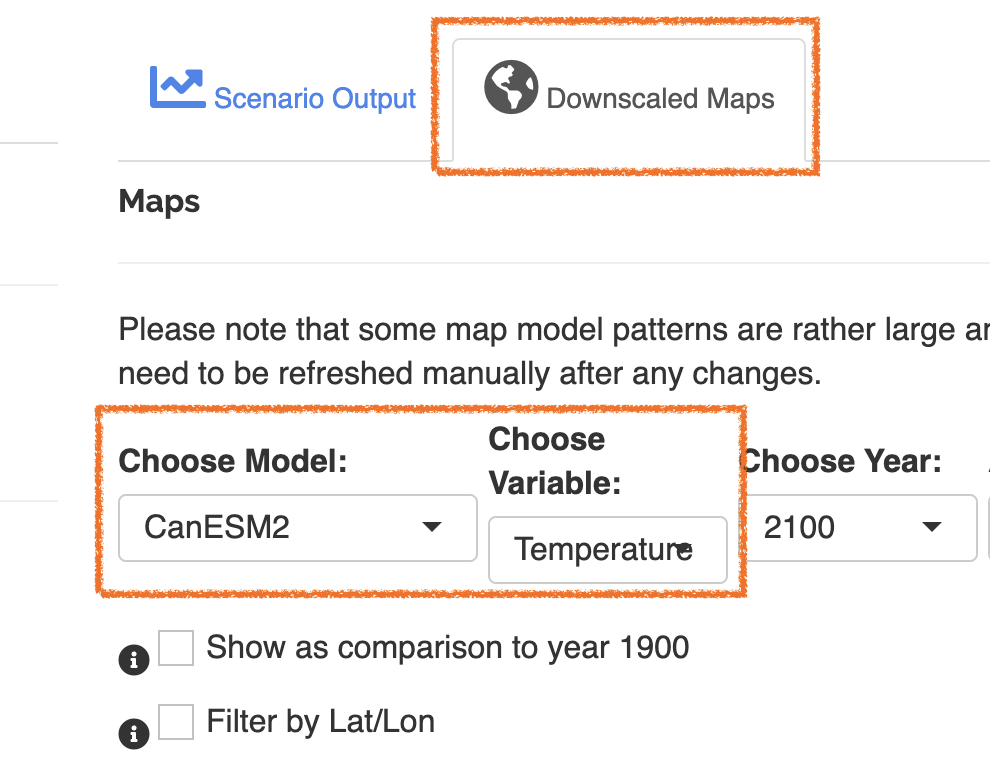 Scenario Output
Downscaled Maps
Maps
Please note that some map model patterns are rather large
need to be refreshed manually after any changes.
Choose Model:
Choose
Variable:
Choose Year:
CanESM2
Temperature
2100
Show as comparison to year 1900
Filter by Lat/Lon